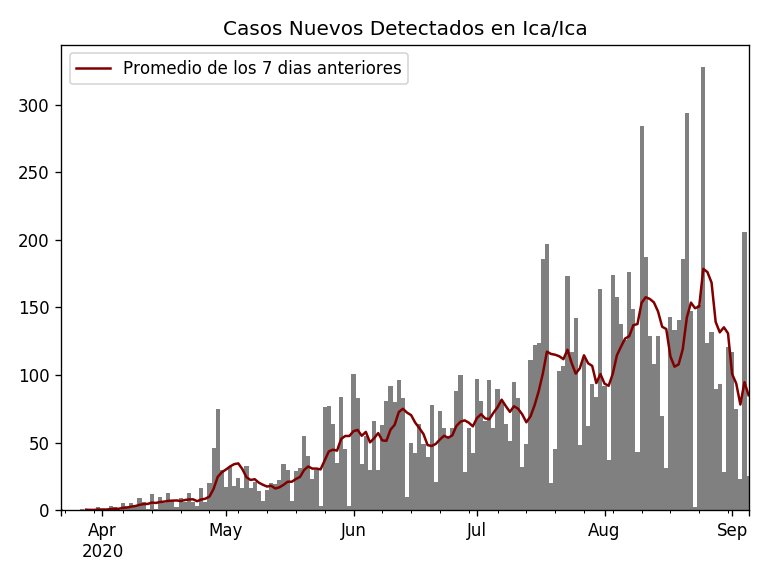 Casos Nuevos Detectados en Ica/Ica
Promedio de los 7 dias anteriores
300
250
200
150
100
50
0
Apr May Jun Jul Aug Sep
2020